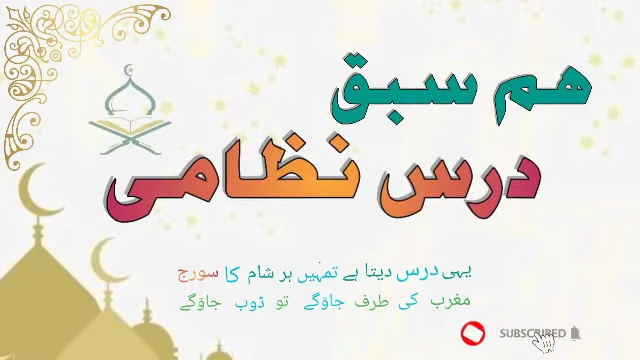 ہم سبق
درس نظامی
یہی درس دیتا ہے تمہیں ہر شام کا سورج
مغرب کی طرف جاؤگے تو ڈوب جاؤگے
SUBSCRIBED